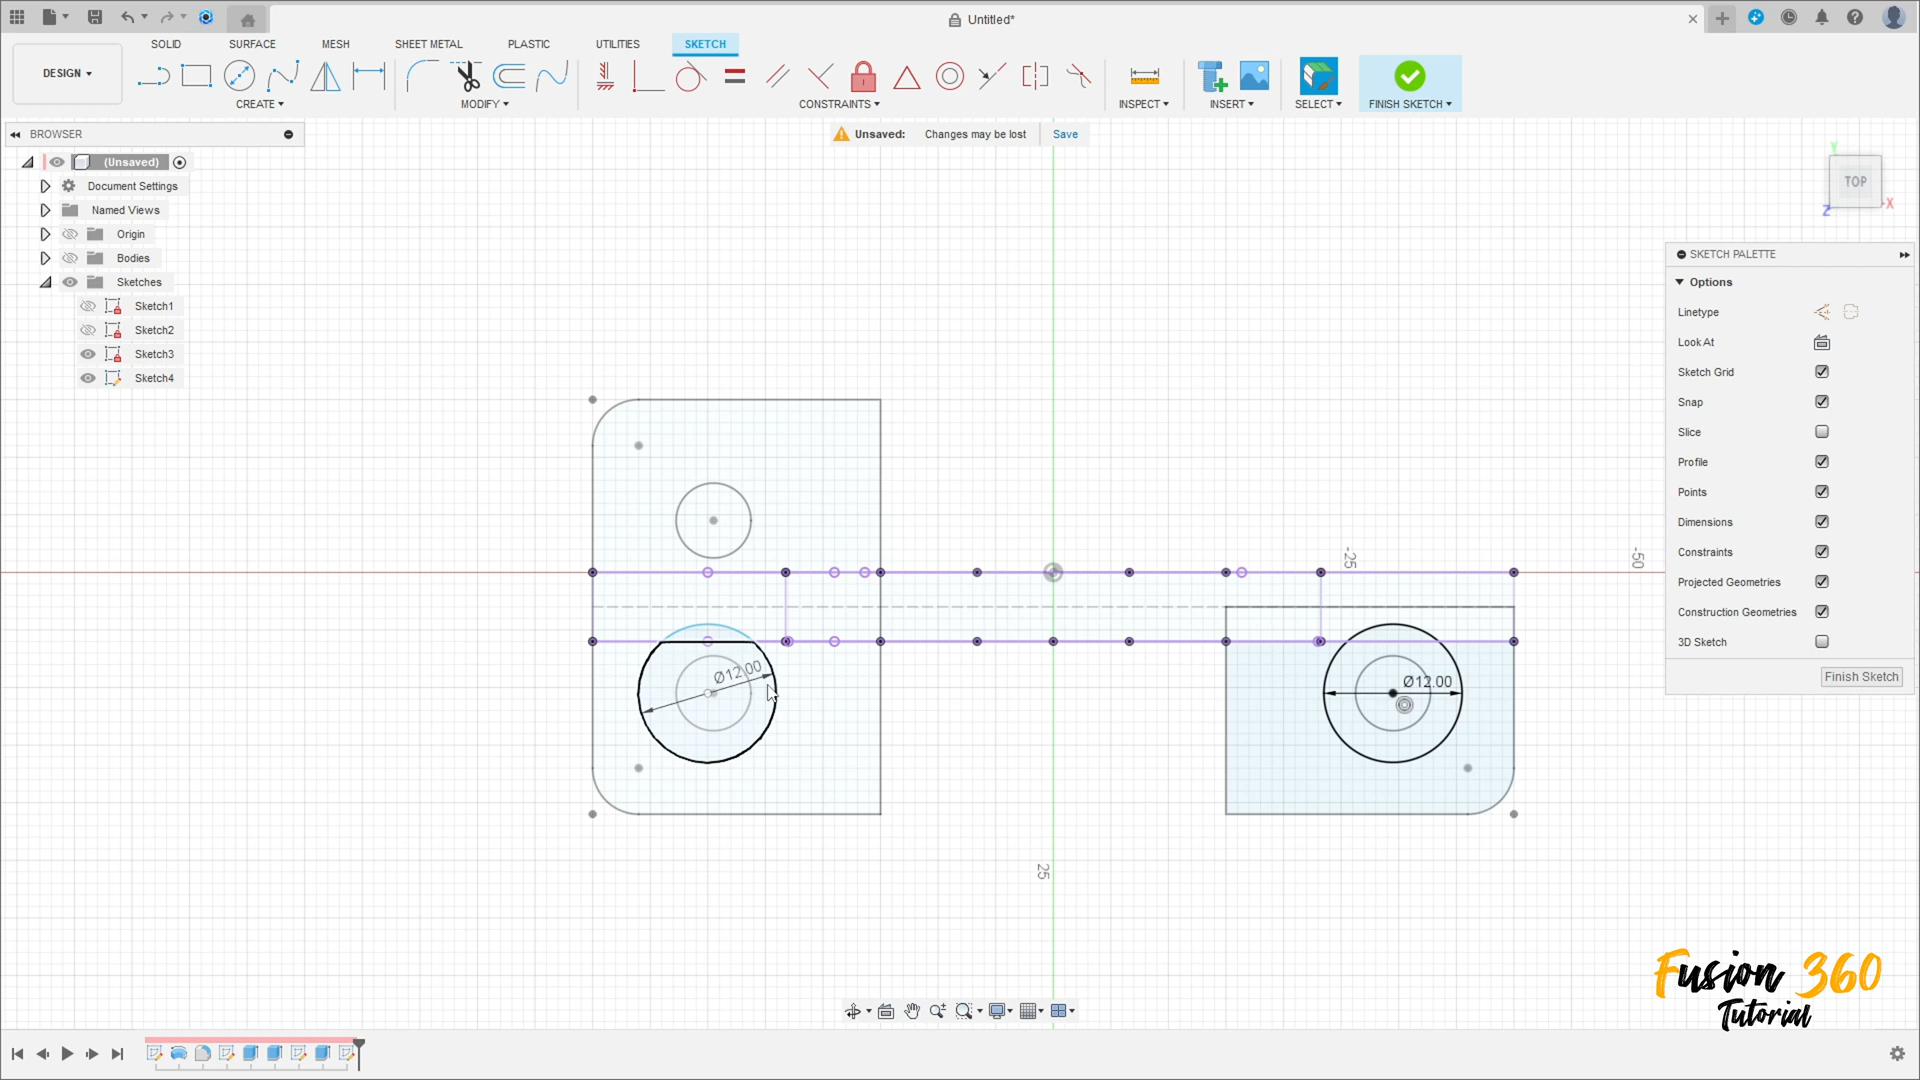 Untitled*
SOLID
SURFACE
MESH
SHEET METAL
PLASTIC
UTILITIES
SKETCH
DESIGN
CREATE
MODIFY
CONSTRAINTS
INSPECT
INSERT
SELECT
FINISH SKETCH
BROWSER
Unsaved: Changes may be lost Save
(Unsaved)
Document Settings
Named Views
Origin
Bodies
Sketches
Sketch1
Sketch2
Sketch3
Sketch4
TOP
Y
X
Z
SKETCH PALETTE
Options
Linetype
Look At
Sketch Grid
Snap
Slice
Profile
Points
Dimensions
Constraints
Projected Geometries
Construction Geometries
3D Sketch
Finish Sketch
-25
-50
Ø12.00
Ø12.00
25
Fusion 360
Tutorial